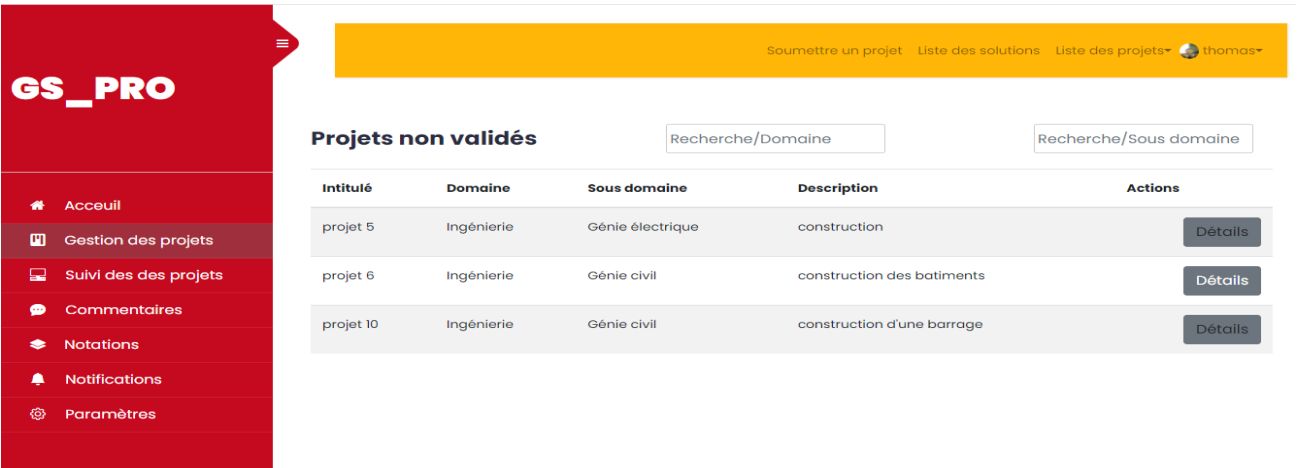 GS__PRO
Acceuil
Gestion des projets
Suivi des des projets
Commentaires
Notations
Notifications
Paramètres
Soumettre un projet Liste des solutions Liste des projets thomas
Projets non validés Recherche/Domaine Recherche/Sous domaine
Intitulé Domaine Sous domaine Description Actions
projet 5 Ingénierie Génie électrique construction Détails
projet 6 Ingénierie Génie civil construction des batiments Détails
projet 10 Ingénierie Génie civil construction d'une barrage Détails